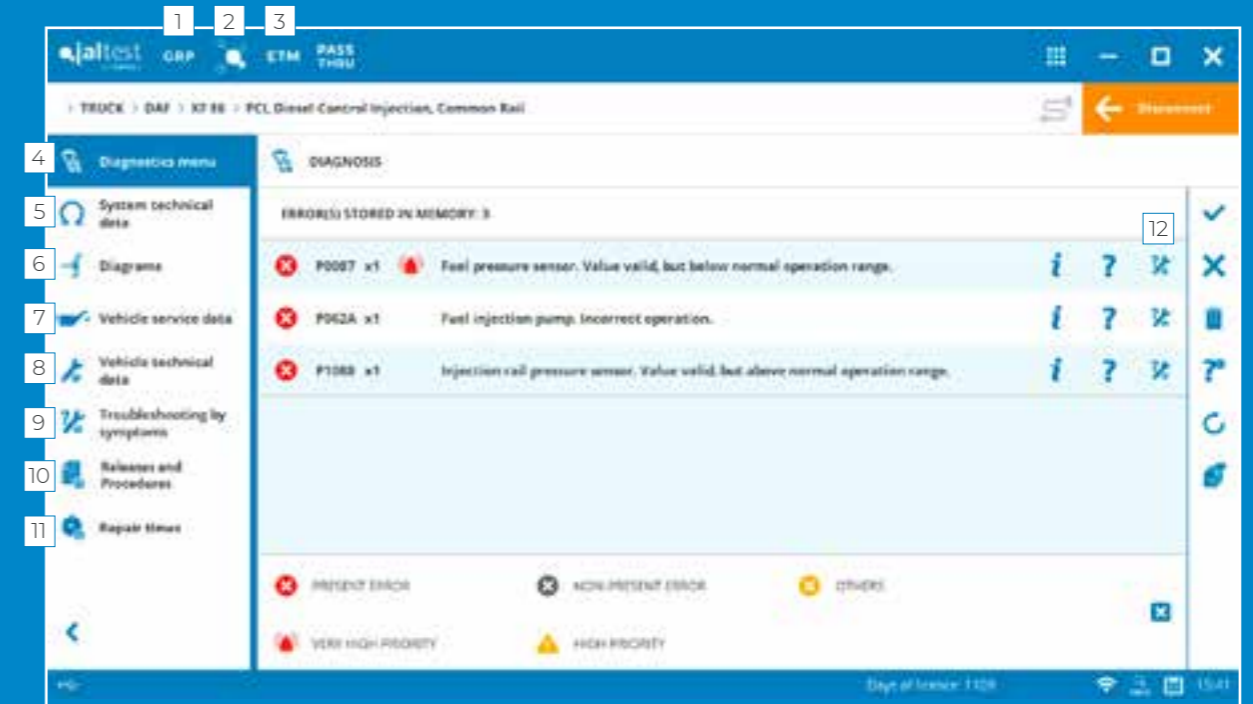 1 2 3
jaltest GRP ETM PASS THRU
› TRUCK › DAF › XF 86 › PCI, Diesel Control Injection, Common Rail
4 Diagnostics menu
DIAGNOSIS
5 System technical
data
ERROR(S) STORED IN MEMORY: 3
12
6 Diagrams
P0087 x1 Fuel pressure sensor. Value valid, but below normal operation range.
7 Vehicle service data
P062A x1 Fuel injection pump. Incorrect operation.
8 Vehicle technical
data
P1088 x1 Injection rail pressure sensor. Value valid, but above normal operation range.
9 Troubleshooting by
symptoms
10 Releases and
Procedures
11 Repair times
PRESENT ERROR NON-PRESENT ERROR OTHERS
VERY HIGH PRIORITY HIGH PRIORITY
Days of licence: 15:41